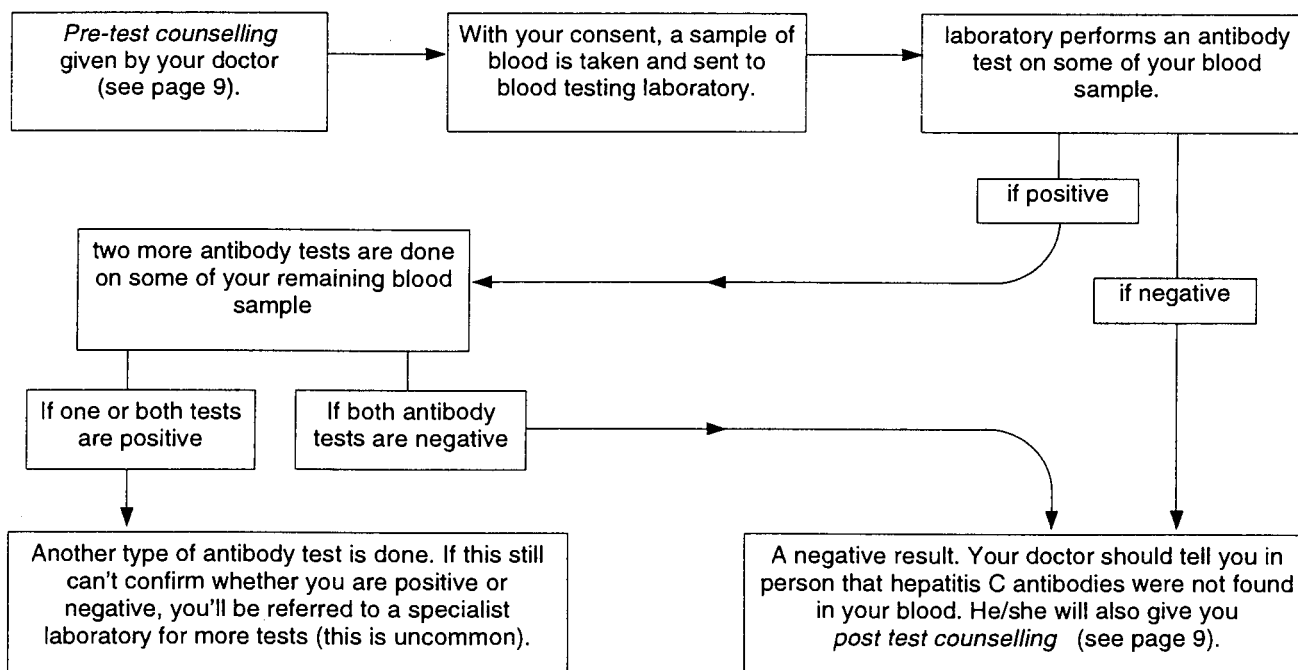 Pre-test counselling
given by your doctor
(see page 9).
With your consent, a sample of
blood is taken and sent to
blood testing laboratory.
laboratory performs an antibody
test on some of your blood
sample.
if positive
two more antibody tests are done
on some of your remaining blood
sample
if negative
If one or both tests
are positive
If both antibody
tests are negative
Another type of antibody test is done. If this still
can't confirm whether you are positive or
negative, you'll be referred to a specialist
laboratory for more tests (this is uncommon).
A negative result. Your doctor should tell you in
person that hepatitis C antibodies were not found
in your blood. He/she will also give you
post test counselling (see page 9).